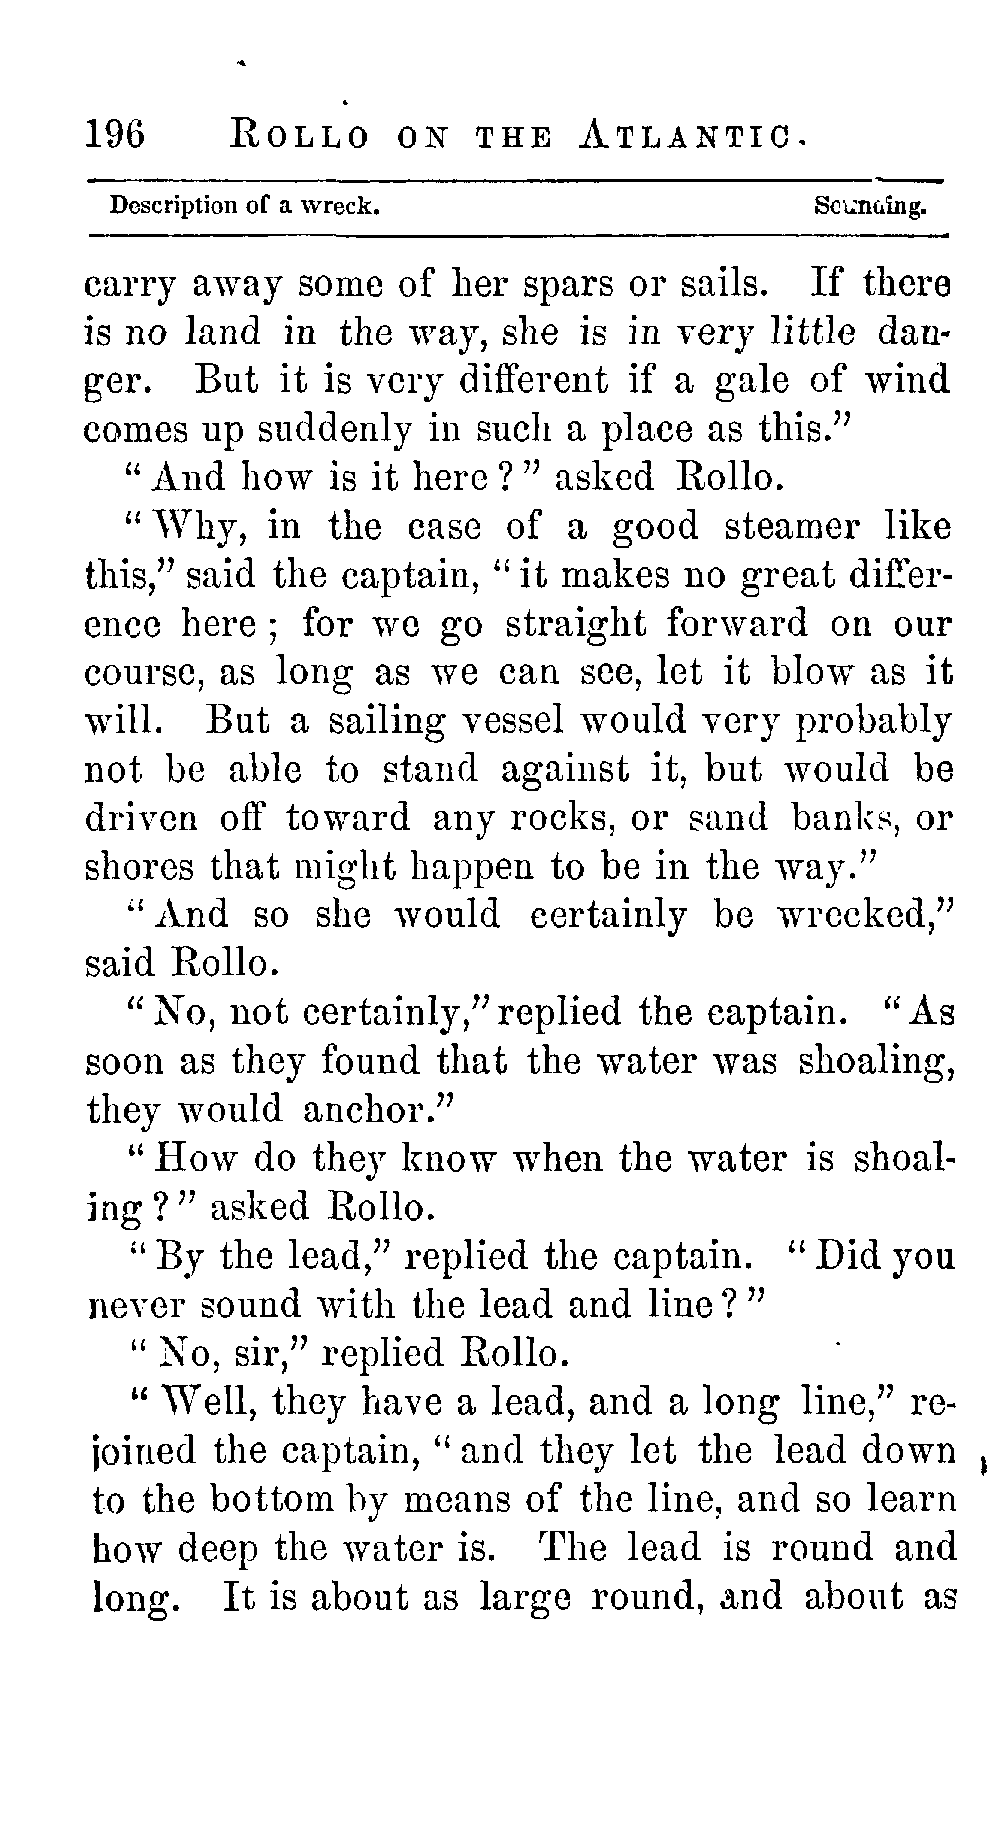 196 ROLLO ON THE ATLANTIC.
Description of a wreck. Sounding.
carry away some of her spars or sails. If there
is no land in the way, she is in very little dan-
ger. But it is very different if a gale of wind
comes up suddenly in such a place as this."
"And how is it here?" asked Rollo.
"Why, in the case of a good steamer like
this," said the captain, "it makes no great differ-
ence here; for we go straight forward on our
course, as long as we can see, let it blow as it
will. But a sailing vessel would very probably
not be able to stand against it, but would be
driven off toward any rocks, or sand banks, or
shores that might happen to be in the way."
"And so she would certainly be wrecked,"
said Rollo.
"No, not certainly," replied the captain. "As
soon as they found that the water was shoaling,
they would anchor."
"How do they know when the water is shoal-
ing?" asked Rollo.
"By the lead," replied the captain. "Did you
never sound with the lead and line?"
"No, sir," replied Rollo.
"Well, they have a lead, and a long line," re-
joined the captain, "and they let the lead down
to the bottom by means of the line, and so learn
how deep the water is. The lead is round and
long. It is about as large round, and about as